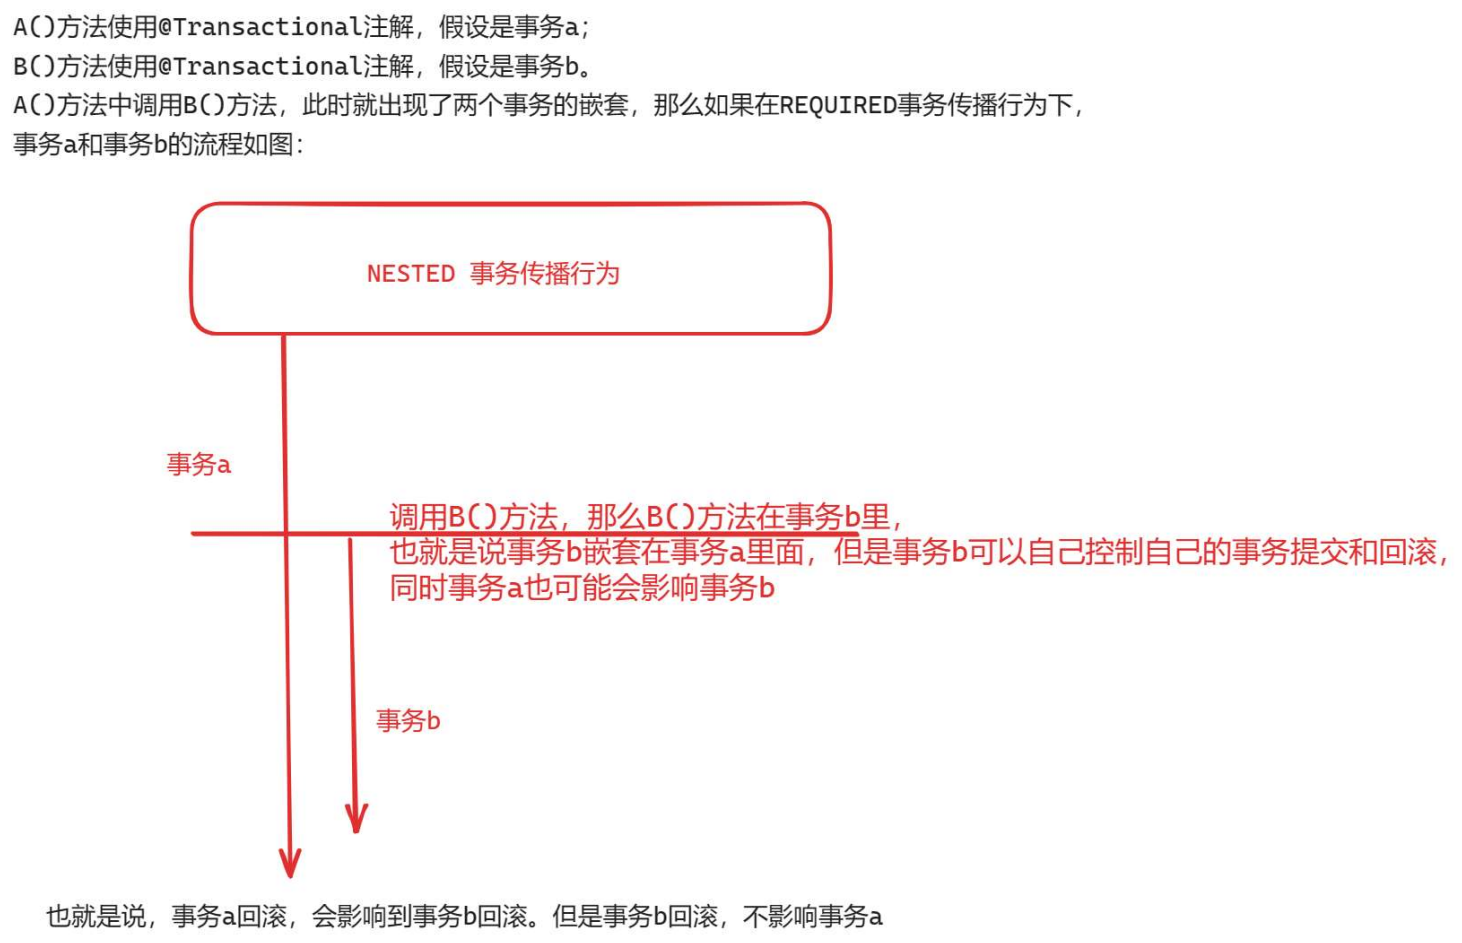 A()方法使用@Transactional注解，假设是事务a；
B()方法使用@Transactional注解，假设是事务b。
A()方法中调用B()方法，此时就出现了两个事务的嵌套，那么如果在REQUIRED事务传播行为下，
事务a和事务b的流程如图：
NESTED 事务传播行为
事务a
调用B()方法，那么B()方法在事务b里，
也就是说事务b嵌套在事务a里面，但是事务b可以自己控制自己的事务提交和回滚，
同时事务a也可能会影响事务b
事务b
也就是说，事务a回滚，会影响到事务b回滚。但是事务b回滚，不影响事务a